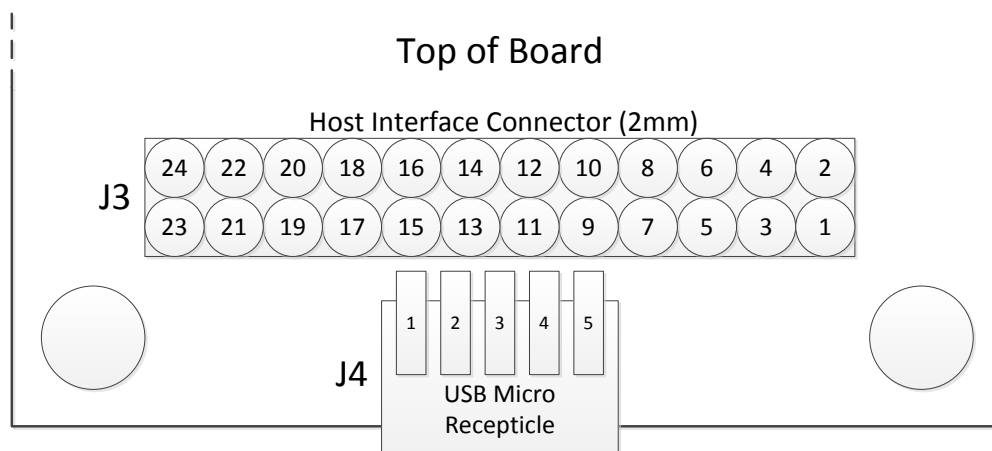 Top of Board
Host Interface Connector (2mm)
J3
24 22 20 18 16 14 12 10 8 6 4 2
23 21 19 17 15 13 11 9 7 5 3 1
1 2 3 4 5
J4
USB Micro
Recepticle